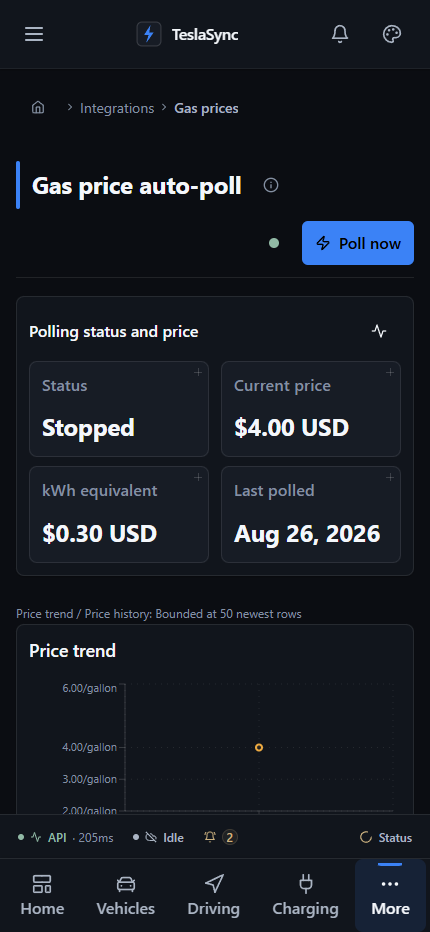 TeslaSync
Integrations
Gas prices
Gas price auto-poll
Poll now
Polling status and price
Status
Stopped
Current price
$4.00 USD
kWh equivalent
$0.30 USD
Last polled
Aug 26, 2026
Price trend / Price history: Bounded at 50 newest rows
Price trend
6.00/gallon
4.00/gallon
3.00/gallon
2.00/gallon
API · 205ms
Idle
2
Status
Home
Vehicles
Driving
Charging
More